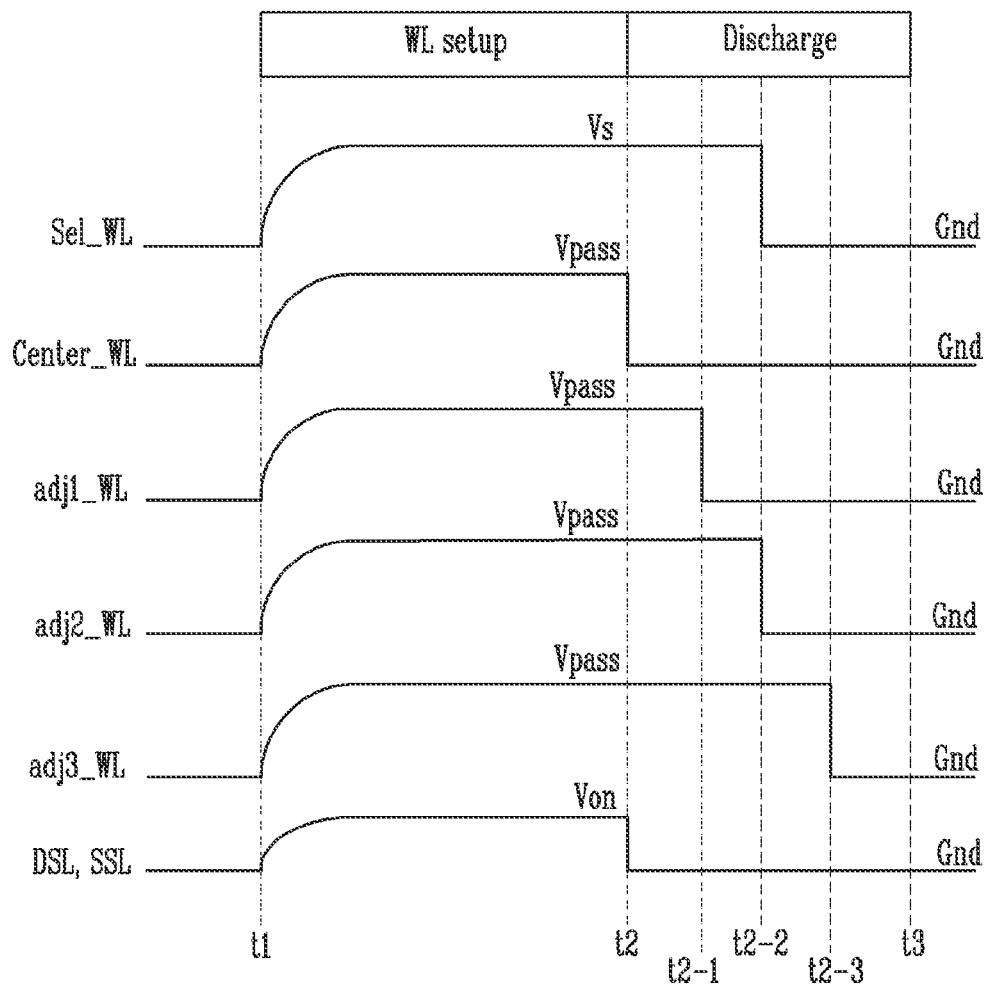 WL setup
Discharge
Vs
Sel_WL
Gnd
Vpass
Center_WL
Gnd
Vpass
adj1_WL
Gnd
Vpass
adj2_WL
Gnd
Vpass
adj3_WL
Gnd
Von
DSL, SSL
Gnd
t1
t2
t2-1
t2-2
t2-3
t3